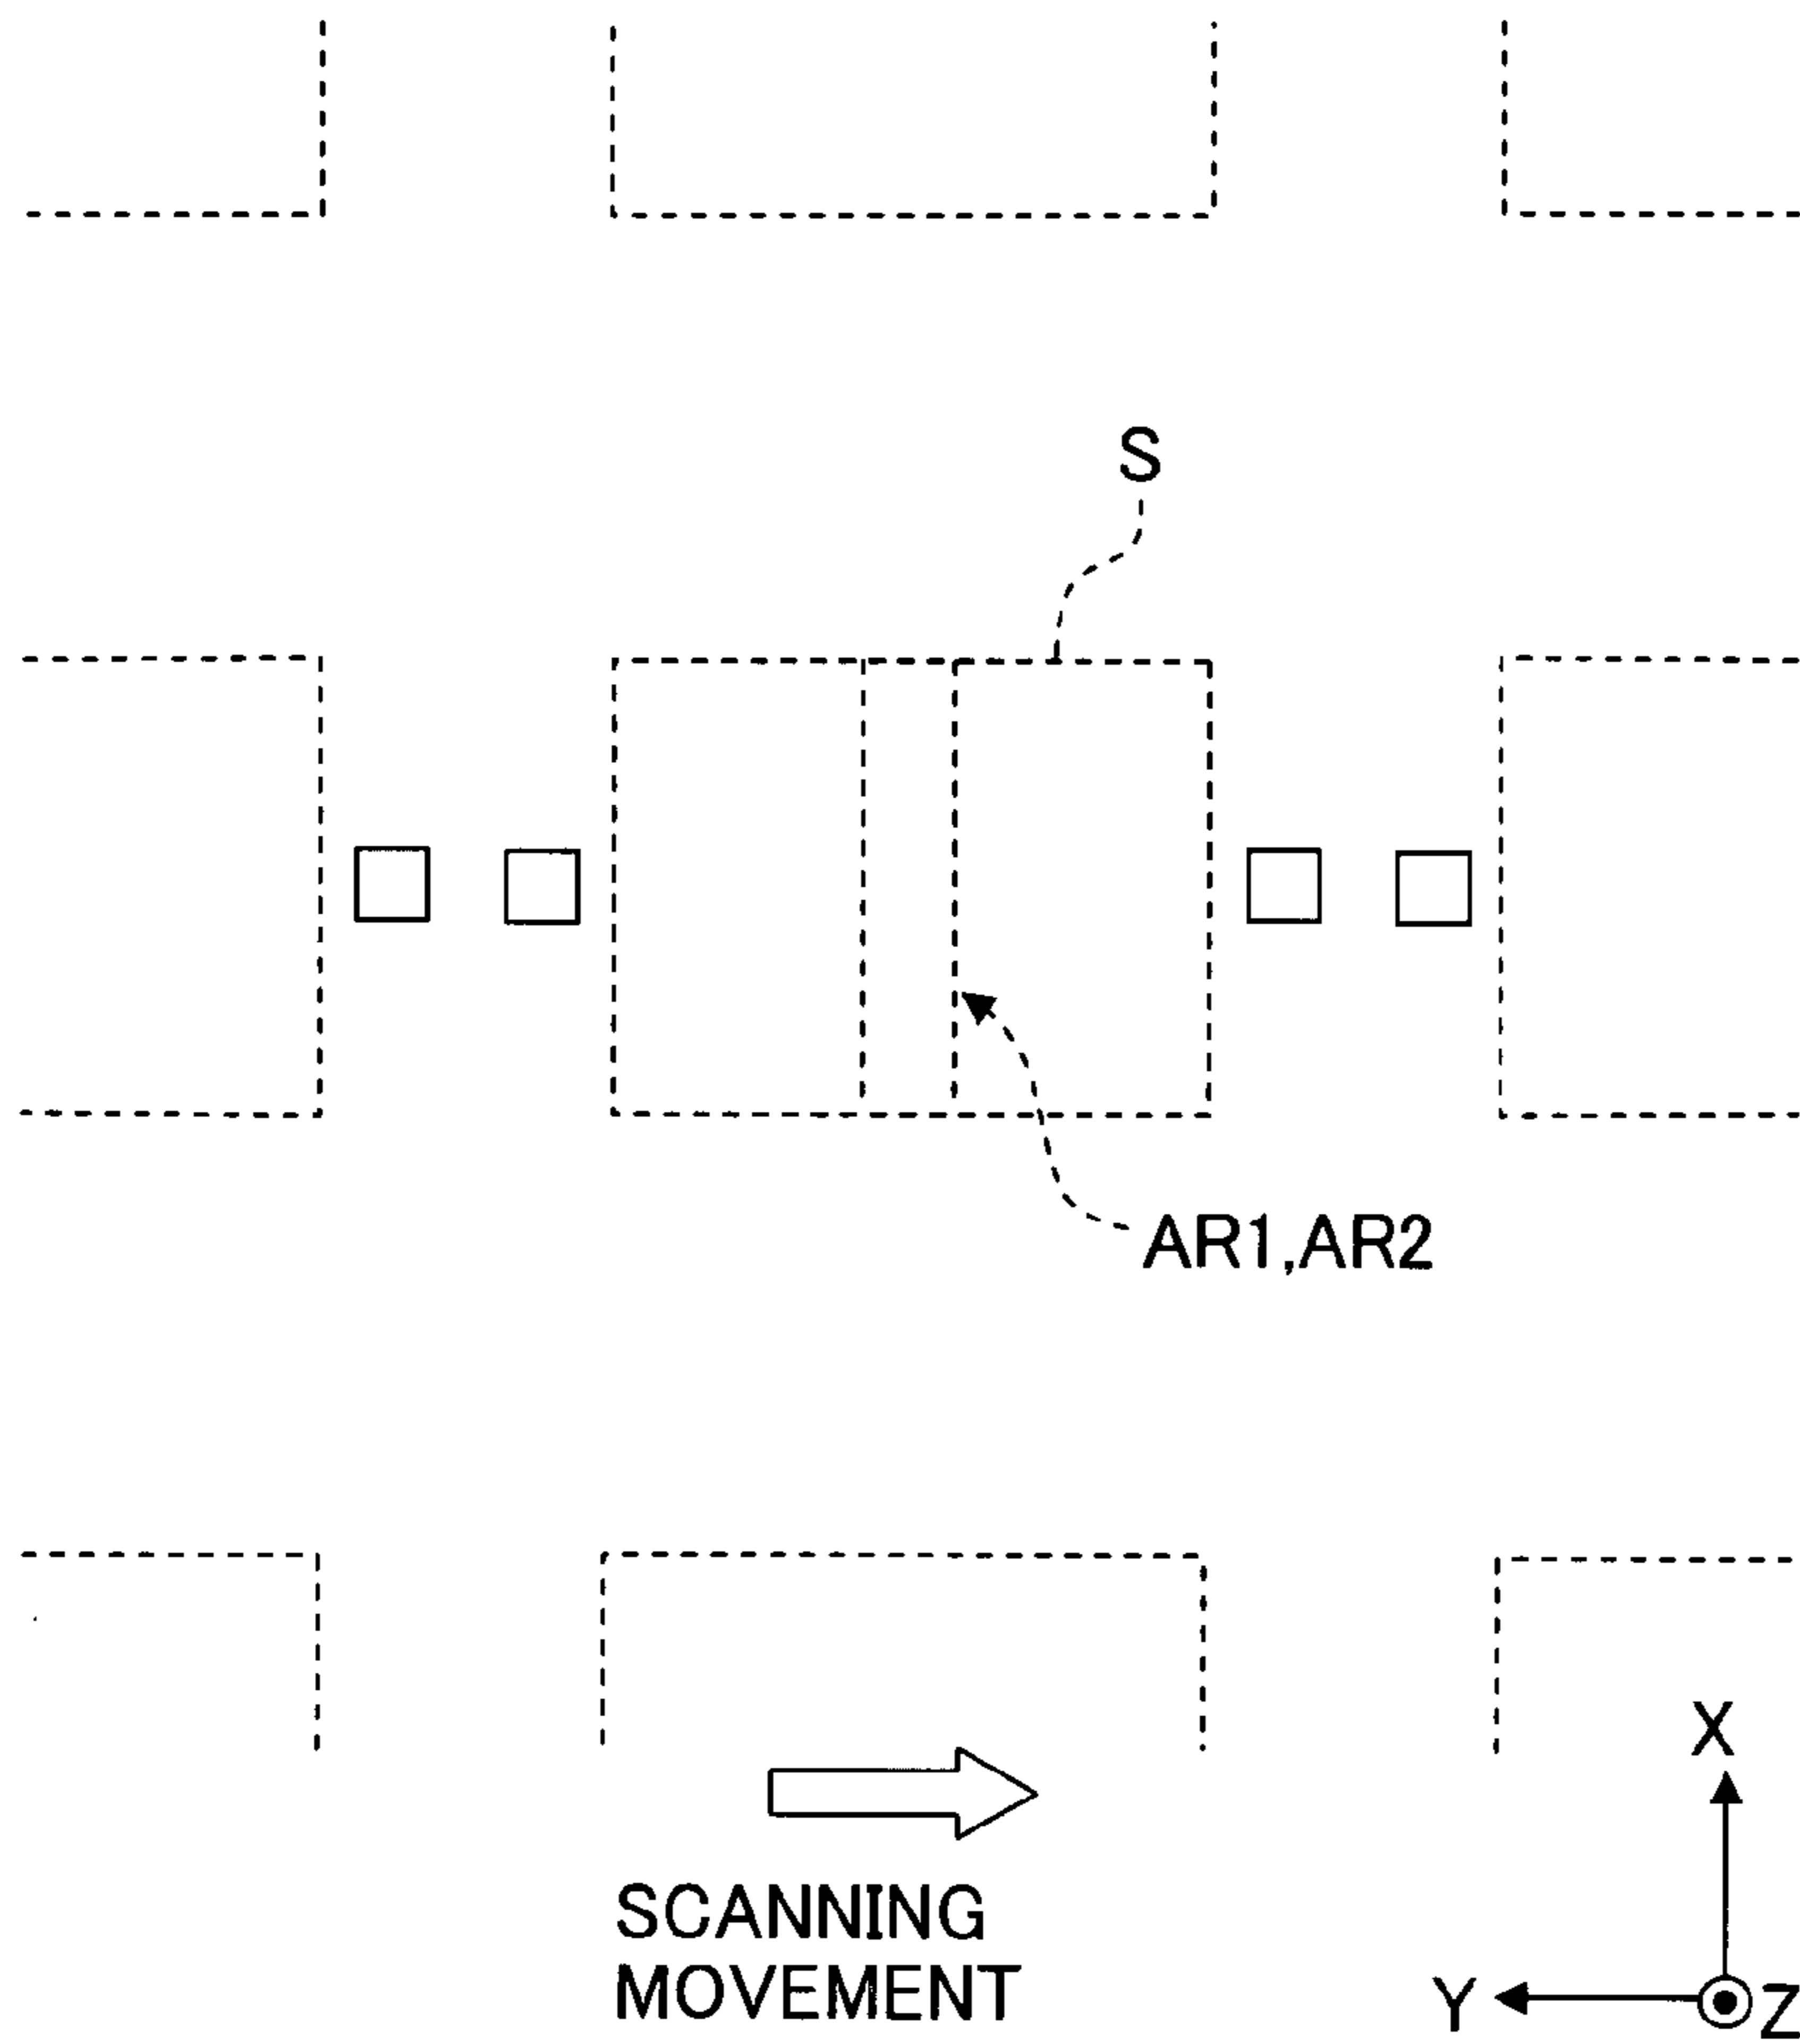 S
AR1,AR2
SCANNING
MOVEMENT
X
Y
Z